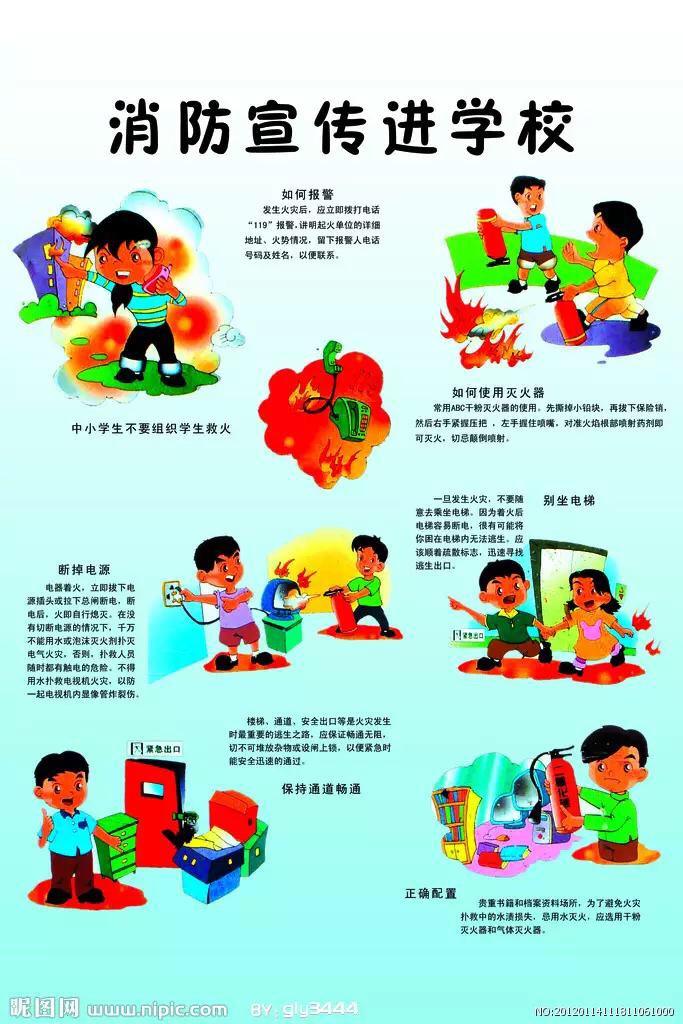 消防宣传进学校
如何报警
发生火灾后，应立即拨打电话
“119”报警,讲明起火单位的详细
地址、火势情况，留下报警人电话
号码及姓名，以便联系。
中小学生不要组织学生救火
如何使用灭火器
常用ABC干粉灭火器的使用。先撕掉小铅块，再拔下保险销，
然后右手紧握压把，左手握住喷嘴，对准火焰根部喷射药剂即
可灭火，切忌颠倒喷射。
别坐电梯
一旦发生火灾，不要随
意去乘坐电梯。因为着火后
电梯容易断电，很有可能将
你困在电梯内无法逃生。应
该顺着疏散标志，迅速寻找
逃生出口。
紧急出口
断掉电源
电器着火，立即拔下电
源插头或拉下总闸断电，断
电后，火即自行熄灭。在没
有切断电源的情况下，千万
不能用水或泡沫灭火剂扑灭
电气火灾，否则，扑救人员
随时都有触电的危险。不得
用水扑救电视机火灾，以防
一起电视机内显像管炸裂伤。
楼梯、通道、安全出口等是火灾发生
时最重要的逃生之路，应保证畅通无阻，
切不可堆放杂物或设闸上锁，以便紧急时
能安全迅速的通过。
保持通道畅通
紧急出口
二氧化碳
正确配置
贵重书籍和档案资料场所，为了避免火灾
扑救中的水渍损失，忌用水灭火，应选用干粉
灭火器和气体灭火器。
昵图网 www.nipic.com
BY: gly3444
NO:20120114111811061000